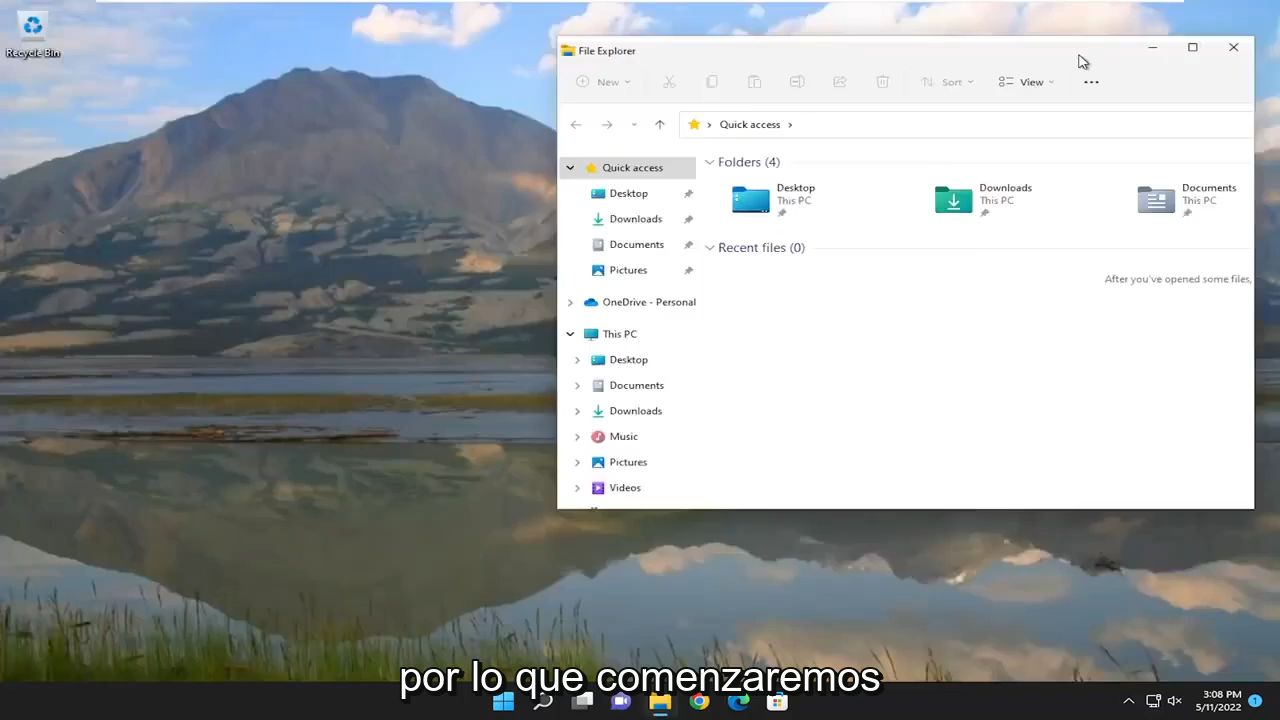 Recycle Bin
File Explorer
New
Sort
View
Quick access
Quick access
Desktop
Downloads
Documents
Pictures
OneDrive - Personal
This PC
Desktop
Documents
Downloads
Music
Pictures
Videos
Folders (4)
Desktop
This PC
Downloads
This PC
Documents
This PC
Recent files (0)
After you've opened some files,
por lo que comenzaremos
3:08 PM
5/11/2022
1